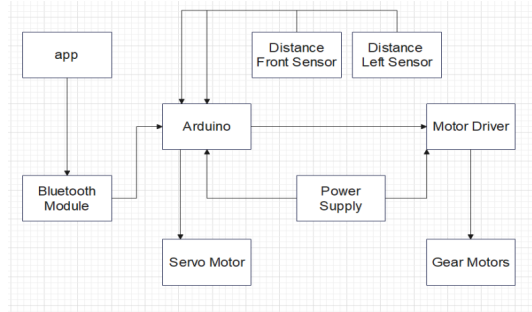 app
Distance
Front Sensor
Distance
Left Sensor
Arduino
Motor Driver
Bluetooth
Module
Power
Supply
Servo Motor
Gear Motors